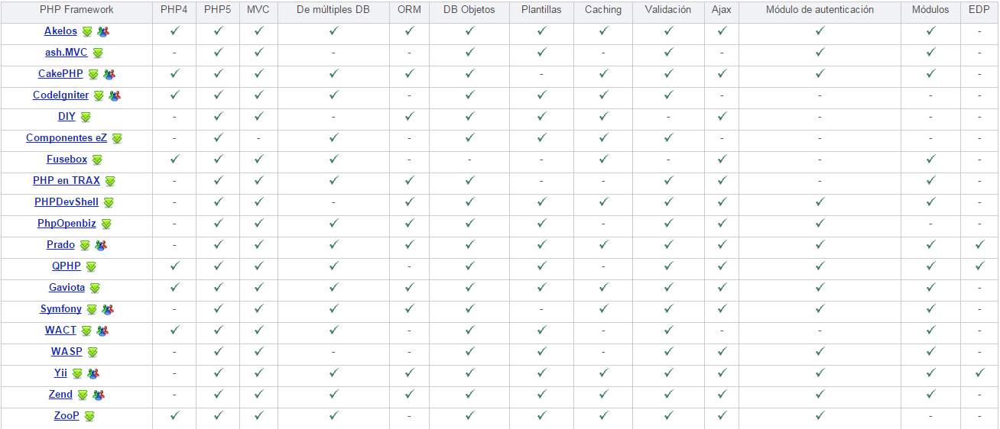 PHP Framework PHP4 PHP5 MVC De múltiples DB ORM DB Objetos Plantillas Caching Validación Ajax Módulo de autenticación Módulos EDP
Akelos ✓ ✓ ✓ ✓ ✓ ✓ ✓ ✓ ✓ ✓ ✓ ✓ -
ash.MVC - ✓ ✓ - - ✓ ✓ - ✓ - ✓ ✓ -
CakePHP ✓ ✓ ✓ ✓ ✓ ✓ - ✓ ✓ ✓ ✓ ✓ -
CodeIgniter ✓ ✓ ✓ ✓ - ✓ ✓ ✓ ✓ - - - -
DIY - ✓ ✓ - ✓ ✓ ✓ ✓ - ✓ - - -
Componentes eZ - ✓ - ✓ - ✓ ✓ ✓ ✓ - - - -
Fusebox ✓ ✓ ✓ ✓ - - - ✓ - ✓ - ✓ -
PHP en TRAX - ✓ ✓ ✓ ✓ ✓ - - ✓ ✓ - ✓ -
PHPDevShell - ✓ ✓ - ✓ ✓ ✓ ✓ ✓ ✓ ✓ ✓ -
PhpOpenbiz - ✓ ✓ ✓ ✓ ✓ ✓ - ✓ ✓ ✓ - -
Prado - ✓ ✓ ✓ ✓ ✓ ✓ ✓ ✓ ✓ ✓ ✓ ✓
QPHP ✓ ✓ ✓ ✓ - ✓ ✓ - ✓ ✓ ✓ ✓ ✓
Gaviota ✓ ✓ ✓ ✓ ✓ ✓ ✓ ✓ ✓ ✓ ✓ ✓ -
Symfony - ✓ ✓ ✓ ✓ ✓ - ✓ ✓ ✓ ✓ ✓ -
WACT ✓ ✓ ✓ ✓ - ✓ ✓ - ✓ - - ✓ -
WASP - ✓ ✓ - - ✓ ✓ - ✓ ✓ ✓ ✓ -
Yii - ✓ ✓ ✓ ✓ ✓ ✓ ✓ ✓ ✓ ✓ ✓ ✓
Zend - ✓ ✓ ✓ ✓ ✓ ✓ ✓ ✓ ✓ ✓ ✓ -
ZooP ✓ ✓ ✓ ✓ - ✓ ✓ ✓ ✓ ✓ ✓ - -